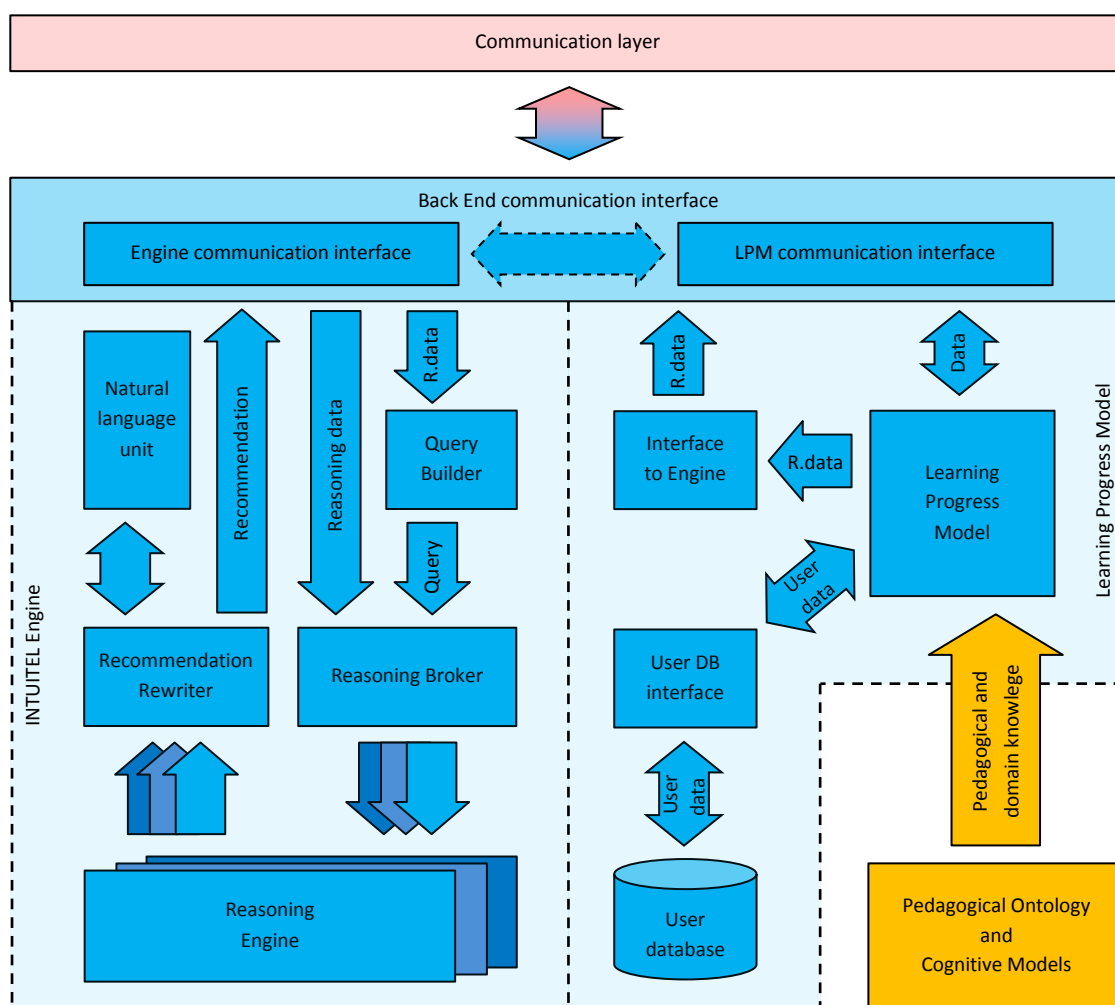 Communication layer
Back End communication interface
Engine communication interface
LPM communication interface
Natural
language
unit
Recommendation
Reasoning data
R.data
Query
Builder
Query
R.data
Interface
to Engine
R.data
Data
Learning
Progress
Model
Learning Progress Model
User
data
INTUITEL Engine
Recommendation
Rewriter
Reasoning Broker
User DB
interface
User
data
Pedagogical and
domain knowlege
Reasoning
Engine
User
database
Pedagogical Ontology
and
Cognitive Models